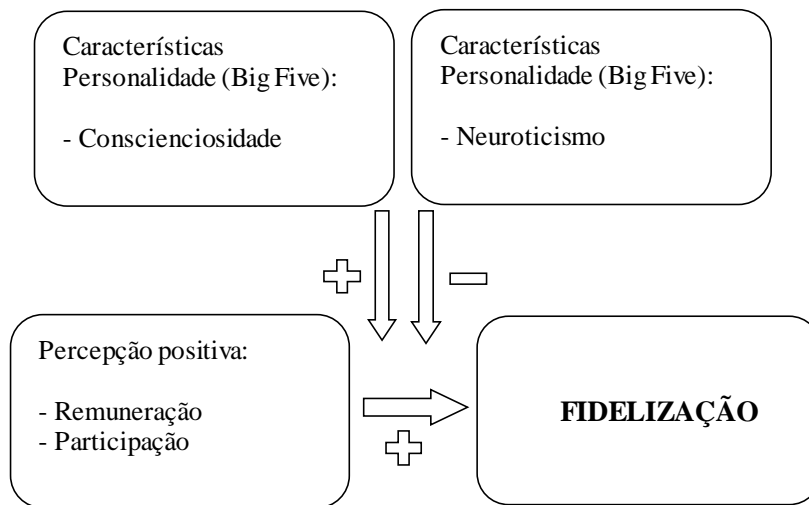 Características
Personalidade (Big Five):
- Conscienciosidade
Características
Personalidade (Big Five):
- Neuroticismo
Percepção positiva:
- Remuneração
- Participação
FIDELIZAÇÃO